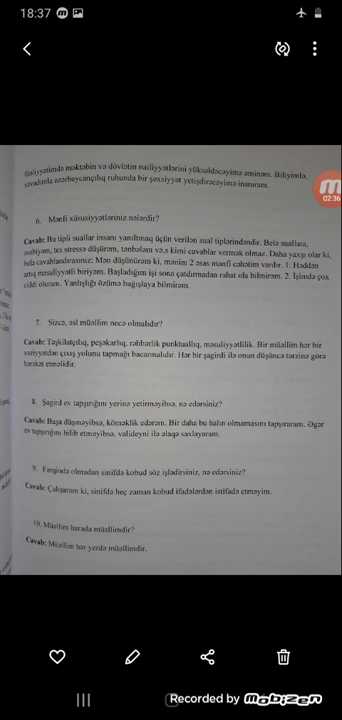 18:37
fəaliyyətimdə məktəbin və dövlətin nailiyyətlərini yüksəldəcəyimə əminəm. Biliyimlə,
savadımla azərbaycançılıq ruhunda bir şəxsiyyət yetişdirəcəyimə inanıram.
02:36
6. Mənfi xüsusiyyətləriniz nələrdir?
Cavab: Bu tipli suallar insanı yanıltmaq üçün verilən sual tiplərindəndir. Belə suallara,
əsəbiyəm, tes stressə düşürəm, tənbələm və.s kimi cavablar vermək olmaz. Daha yaxşı olar ki,
belə cavablandırasınız: Mən düşünürəm ki, mənim 2 əsas mənfi cəhətim vardır. 1. Həddən
artıq məsuliyyətli biriyəm. Başladığım işi sona çatdırmadan rahat ola bilmirəm. 2. İşimdə çox
ciddi oluram. Yanlışlığı özümə bağışlaya bilmirəm.
7. Sizcə, əsl müəllim necə olmalıdır?
Cavab: Təşkilatçılıq, peşəkarlıq, rəhbərlik punktuallıq, məsuliyyətlilik. Bir müəllim hər bir
vəziyyətdən çıxış yolunu tapmağı bacarmalıdır. Hər bir şagirdi ilə onun düşüncə tərzinə görə
hərəkət etməlidir.
8. Şagird ev tapşırığını yerinə yetirməyibsə, nə edərsiniz?
Cavab: Başa düşməyibsə, köməklik edərəm. Bir daha bu halın olmamasını tapşıraram. Əgər
ev tapşırığını bilib etməyibsə, valideyni ilə əlaqə saxlayaram.
9. Fərqində olmadan sinifdə kobud söz işlədirsiniz, nə edərsiniz?
Cavab: Çalışaram ki, sinifdə heç zaman kobud ifadələrdən istifadə etməyim.
10. Müəllim harada müəllimdir?
Cavab: Müəllim hər yerdə müəllimdir.
Recorded by mobizen